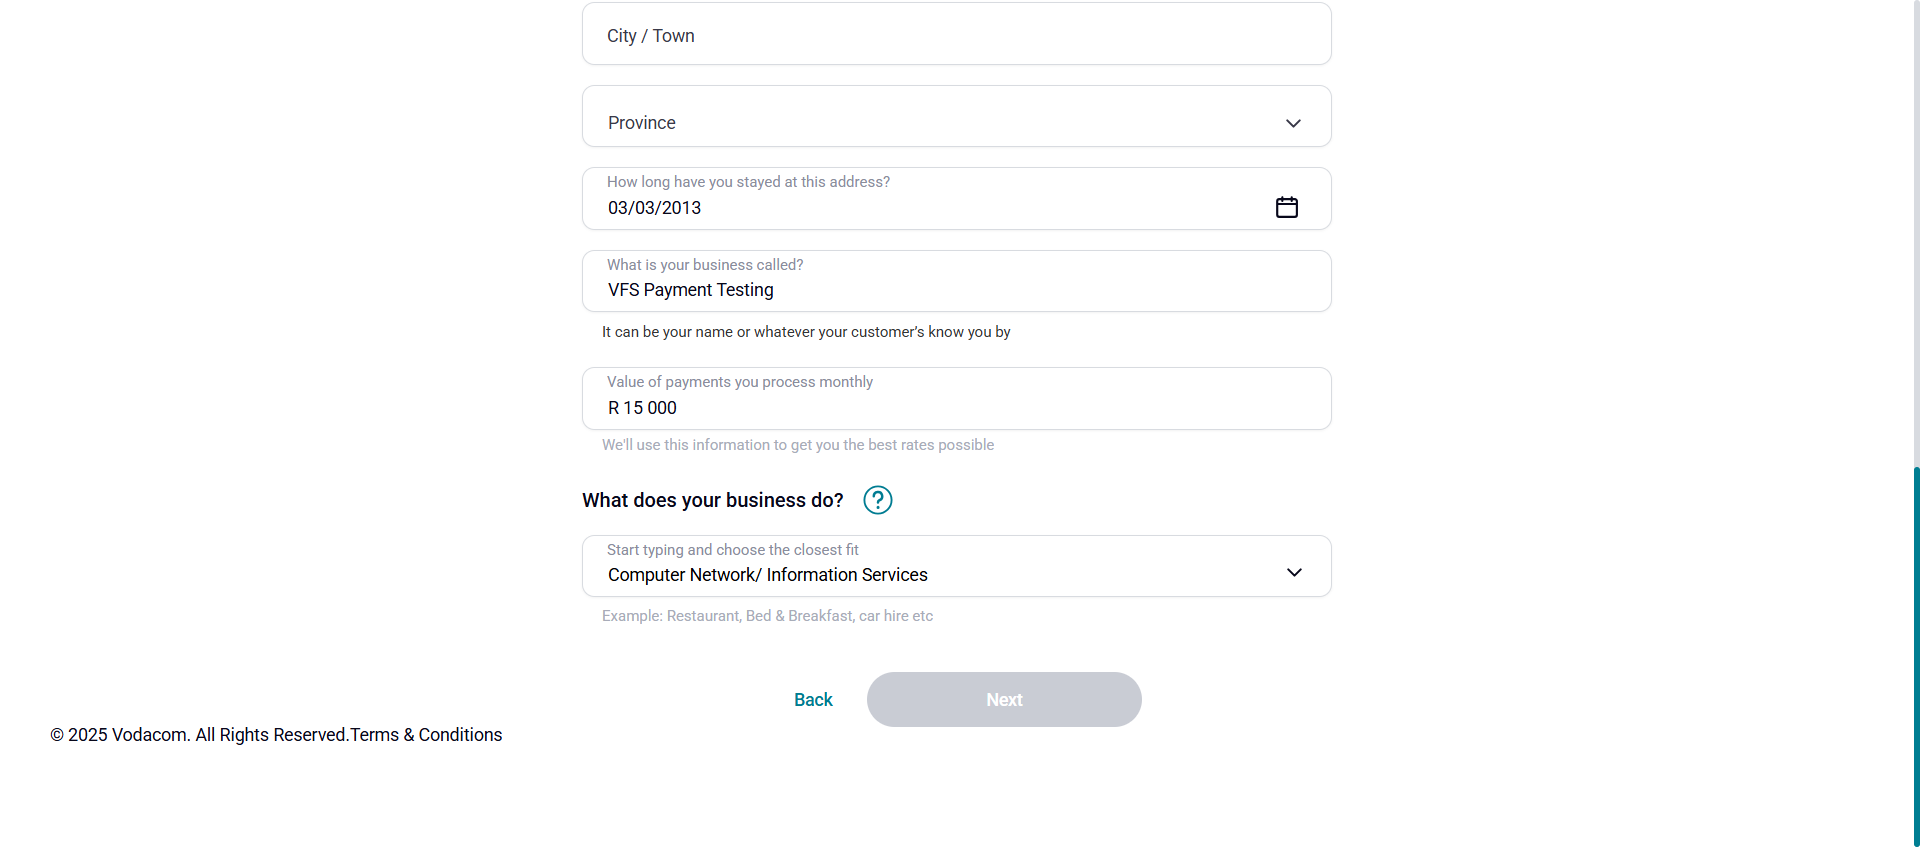 City / Town
Province
How long have you stayed at this address?
03/03/2013
What is your business called?
VFS Payment Testing
It can be your name or whatever your customer’s know you by
Value of payments you process monthly
R 15 000
We'll use this information to get you the best rates possible
What does your business do? ?
Start typing and choose the closest fit
Computer Network/ Information Services
Example: Restaurant, Bed & Breakfast, car hire etc
Back Next
© 2025 Vodacom. All Rights Reserved.Terms & Conditions